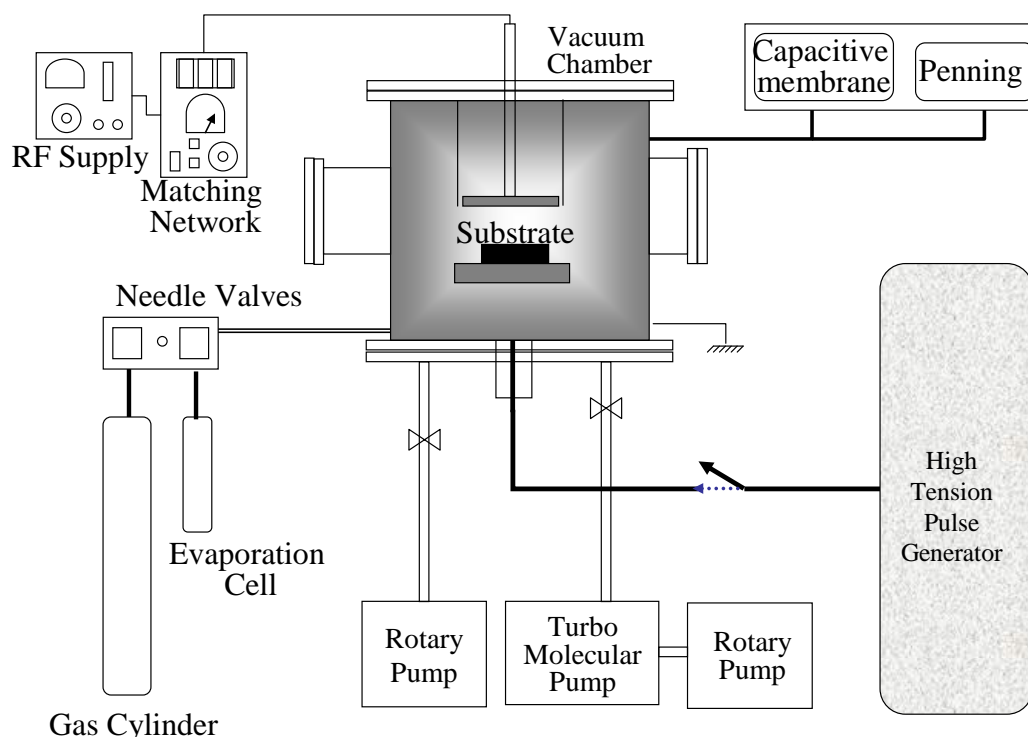 Vacuum
Chamber
Capacitive
membrane
Penning
RF Supply
Matching
Network
Substrate
Needle Valves
Evaporation
Cell
Gas Cylinder
Rotary
Pump
Turbo
Molecular
Pump
Rotary
Pump
High
Tension
Pulse
Generator